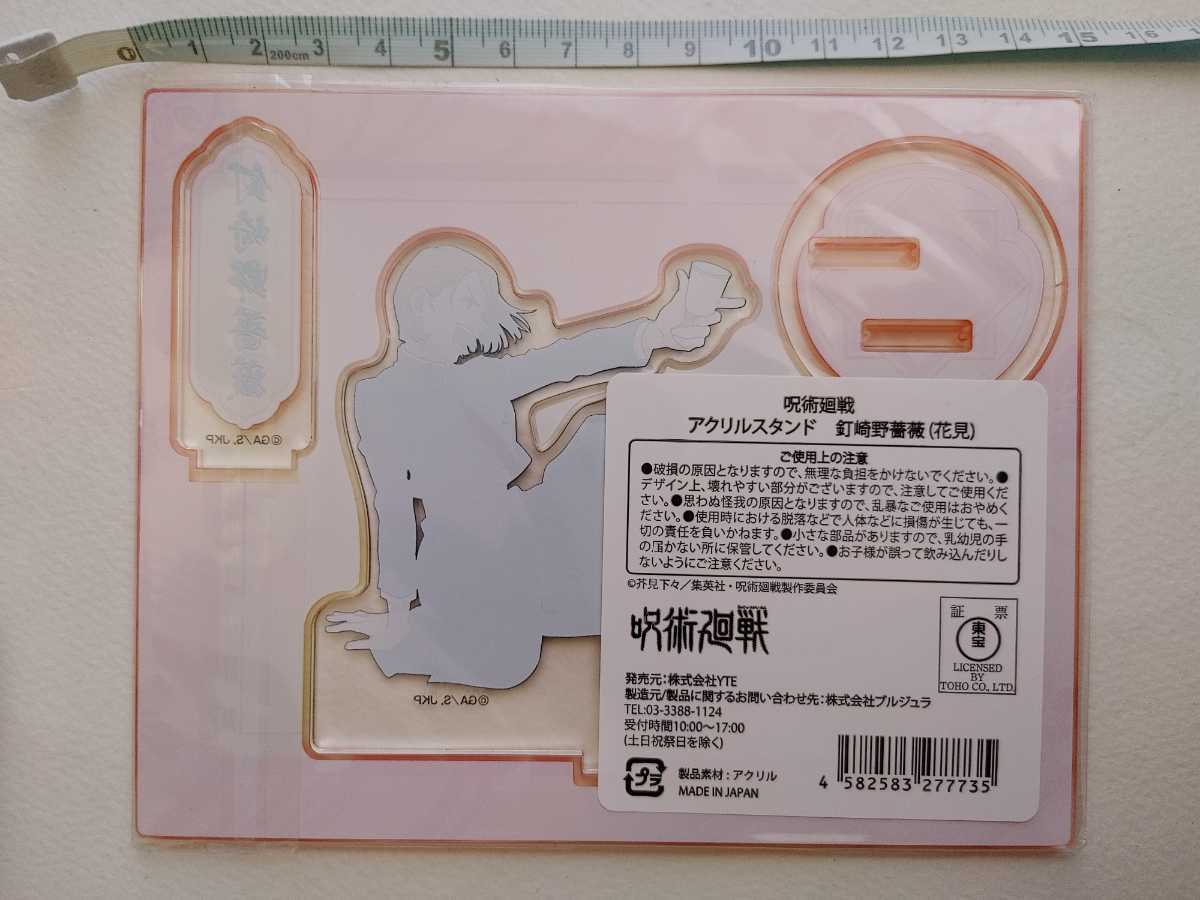 0 1 2 3 4 5 6 7 8 9 10 11 12 13 14 15 16
200cm
釘崎野薔薇
©GA/S, JKP
©GA/S, JKP
呪術廻戦
アクリルスタンド 釘崎野薔薇(花見)
ご使用上の注意
●破損の原因となりますので、無理な負担をかけないでください。●
デザイン上、壊れやすい部分がございますので、注意してご使用くだ
さい。●思わぬ怪我の原因となりますので、乱暴なご使用はおやめく
ださい。●使用時における脱落などで人体などに損傷が生じても、一
切の責任を負いかねます。●小さな部品がありますので、乳幼児の手
の届かない所に保管してください。●お子様が誤って飲み込んだりし
ないようにご注意ください。
©芥見下々／集英社・呪術廻戦製作委員会
呪術廻戦
証 票
東宝
LICENSED
BY
TOHO CO., LTD.
発売元：株式会社YTE
製造元/製品に関するお問い合わせ先：株式会社プルジュラ
TEL:03-3388-1124
受付時間10:00～17:00
(土日祝祭日を除く)
プラ
製品素材：アクリル
MADE IN JAPAN
4 582583 277735